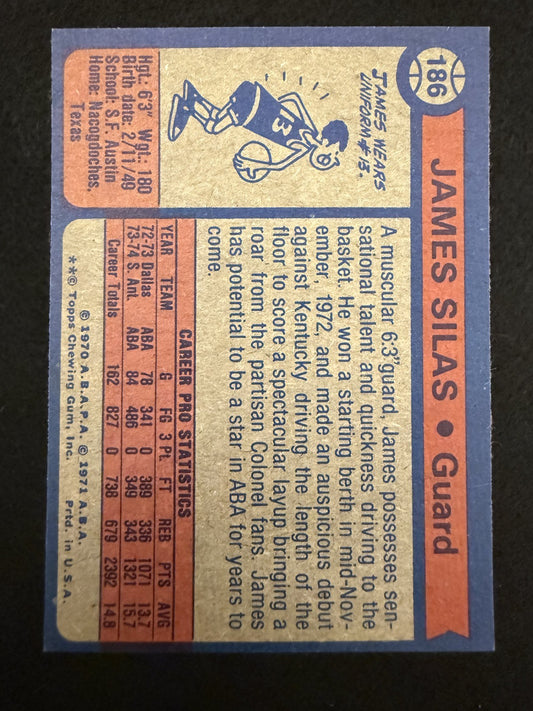 186
JAMES SILAS • Guard
JAMES WEARS
UNIFORM # 13.
13
Hgt.: 6'3" Wgt.: 180
Birth date: 2/11/49
School: S.F. Austin
Home: Nacogdoches,
Texas
A muscular 6'3" guard, James possesses sen-
sational talent and quickness driving to the
basket. He won a starting berth in mid-Nov-
ember, 1972, and made an auspicious debut
against Kentucky driving the length of the
floor to score a spectacular layup bringing a
roar from the partisan Colonel fans. James
has potential to be a star in ABA for years to
come.
CAREER PRO STATISTICS
YEAR TEAM G FG 3 Pt. FT REB PTS AVG
72-73 Dallas ABA 78 341 0 389 336 1071 13.7
73-74 S. Ant. ABA 84 486 0 349 343 1321 15.7
Career Totals 162 827 0 738 679 2392 14.8
© 1970 A.B.A.P.A. © 1971 A.B.A.
**© Topps Chewing Gum, Inc. Prtd. in U.S.A.